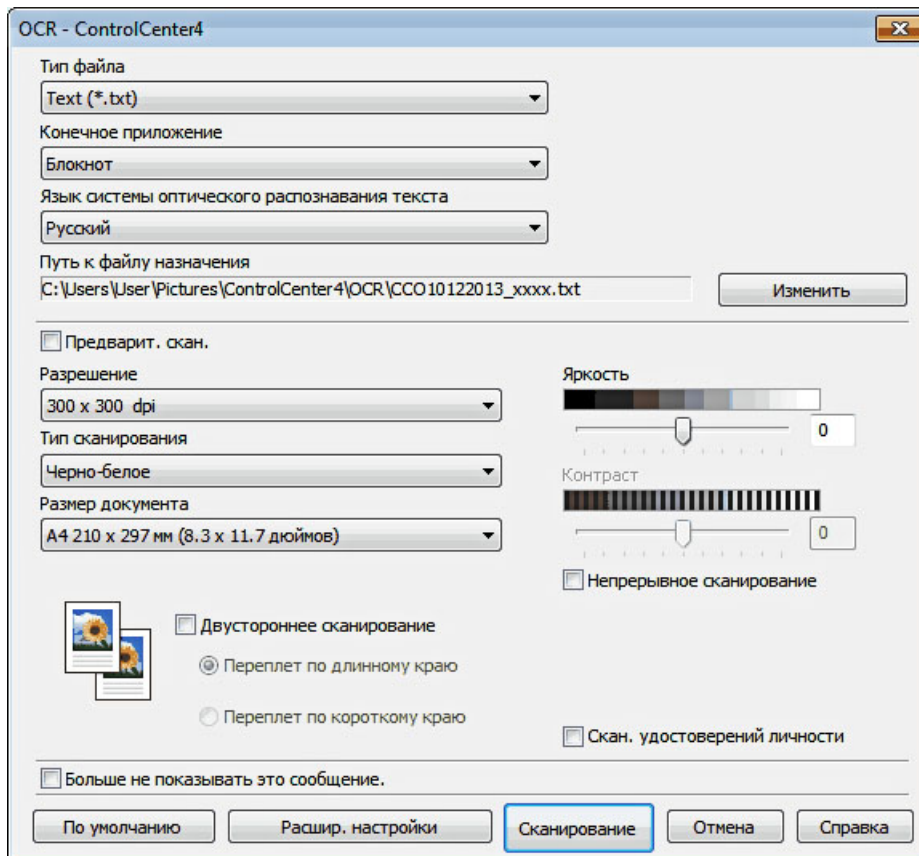 OCR - ControlCenter4
Тип файла
Text (*.txt)
Конечное приложение
Блокнот
Язык системы оптического распознавания текста
Русский
Путь к файлу назначения
C:\Users\User\Pictures\ControlCenter4\OCR\CCO10122013_xxxx.txt
Изменить
Предварит. скан.
Разрешение
300 x 300 dpi
Тип сканирования
Черно-белое
Размер документа
A4 210 x 297 мм (8.3 x 11.7 дюймов)
Яркость
0
Контраст
0
Непрерывное сканирование
Двустороннее сканирование
Переплет по длинному краю
Переплет по короткому краю
Скан. удостоверений личности
Больше не показывать это сообщение.
По умолчанию Расшир. настройки Сканирование Отмена Справка